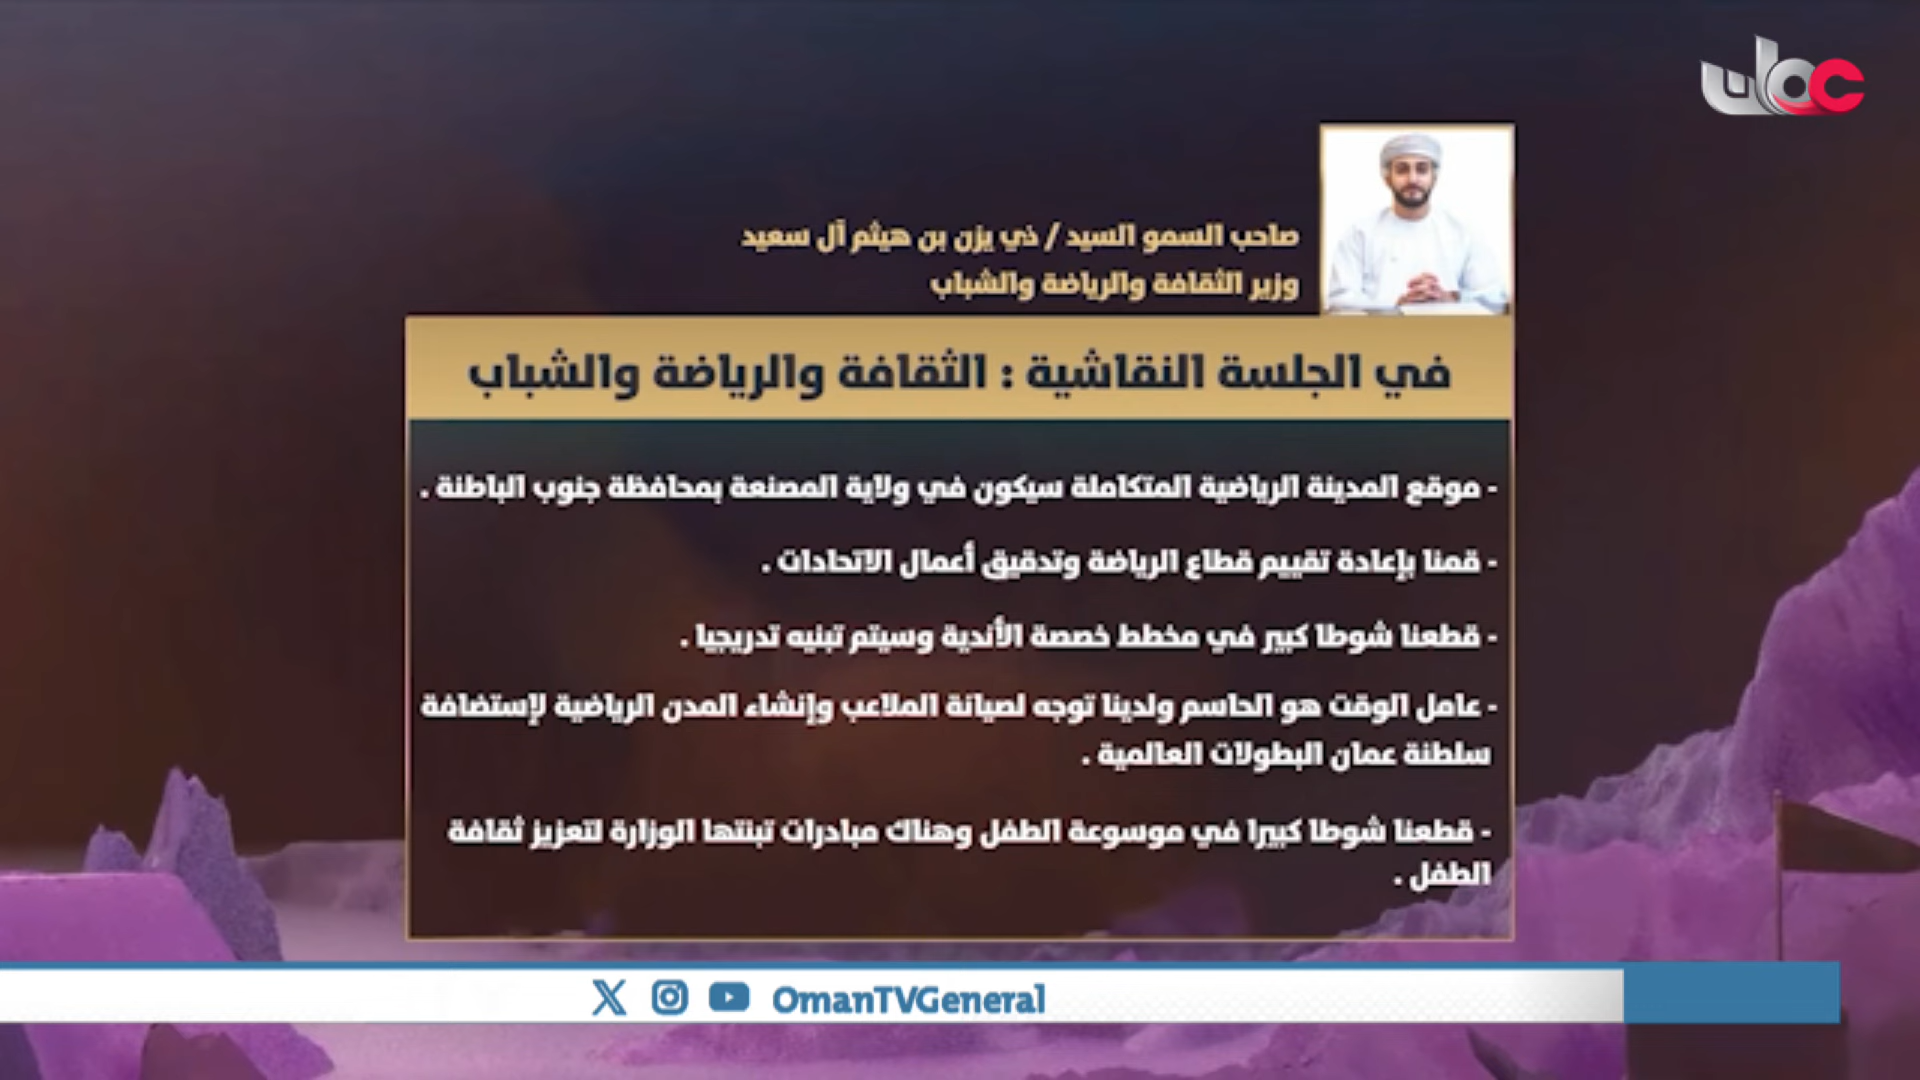 عمان
صاحب السمو السيد / ذي يزن بن هيثم آل سعيد
وزير الثقافة والرياضة والشباب
في الجلسة النقاشية : الثقافة والرياضة والشباب
- موقع المدينة الرياضية المتكاملة سيكون في ولاية المصنعة بمحافظة جنوب الباطنة .
- قمنا بإعادة تقييم قطاع الرياضة وتدقيق أعمال الاتحادات .
- قطعنا شوطا كبير في مخطط خصصة الأندية وسيتم تبنيه تدريجيا .
- عامل الوقت هو الحاسم ولدينا توجه لصيانة الملاعب وإنشاء المدن الرياضية لإستضافة
سلطنة عمان البطولات العالمية .
- قطعنا شوطا كبيرا في موسوعة الطفل وهناك مبادرات تبنتها الوزارة لتعزيز ثقافة
الطفل .
OmanTVGeneral